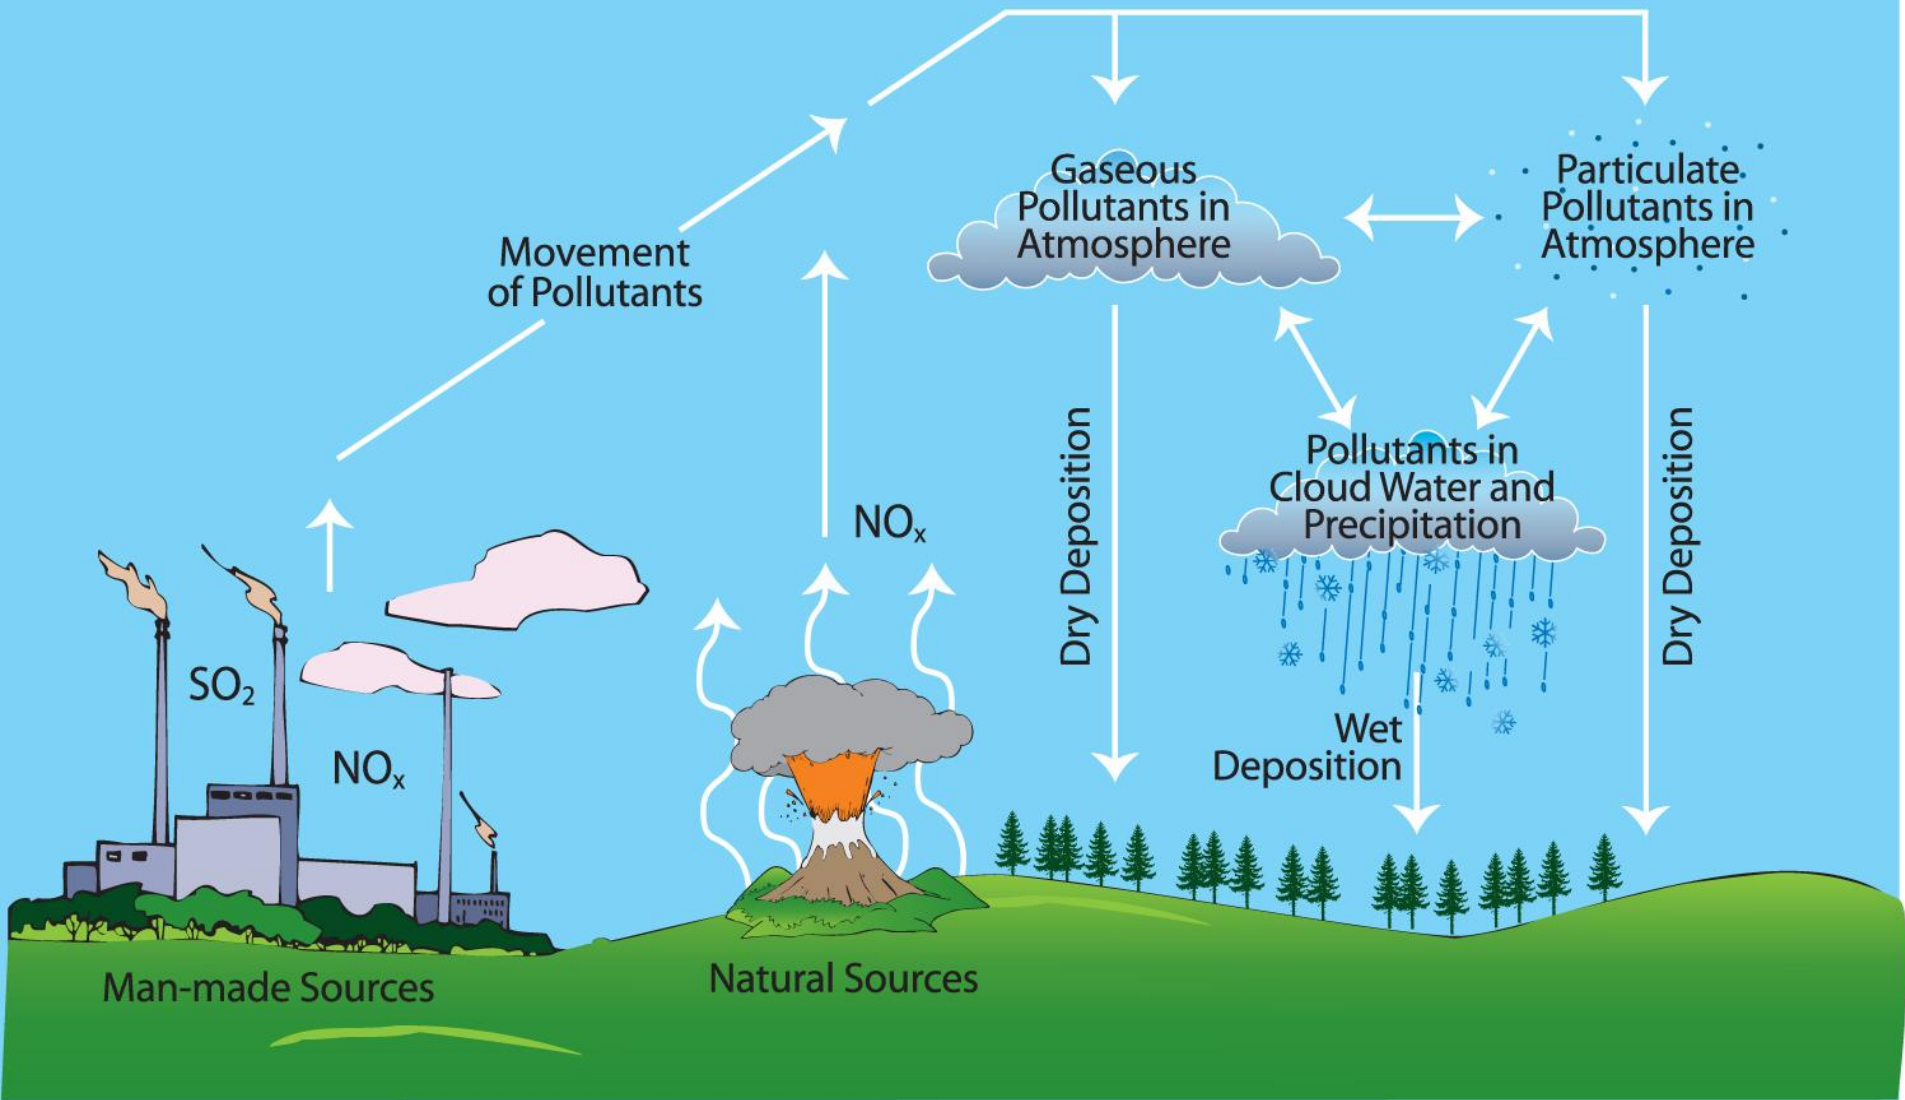 Movement
of Pollutants
Gaseous
Pollutants in
Atmosphere
Particulate
Pollutants in
Atmosphere
Pollutants in
Cloud Water and
Precipitation
Dry Deposition
Dry Deposition
Wet
Deposition
SO₂
NOₓ
NOₓ
Man-made Sources
Natural Sources